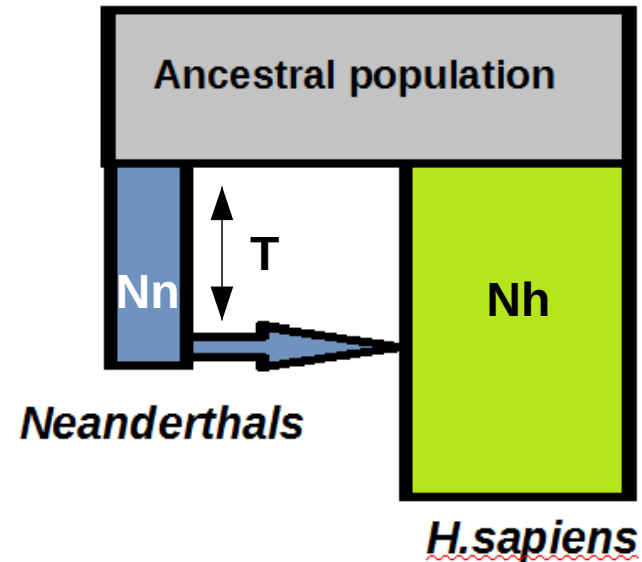 Ancestral population
T
Nn
Nh
Neanderthals
H.sapiens